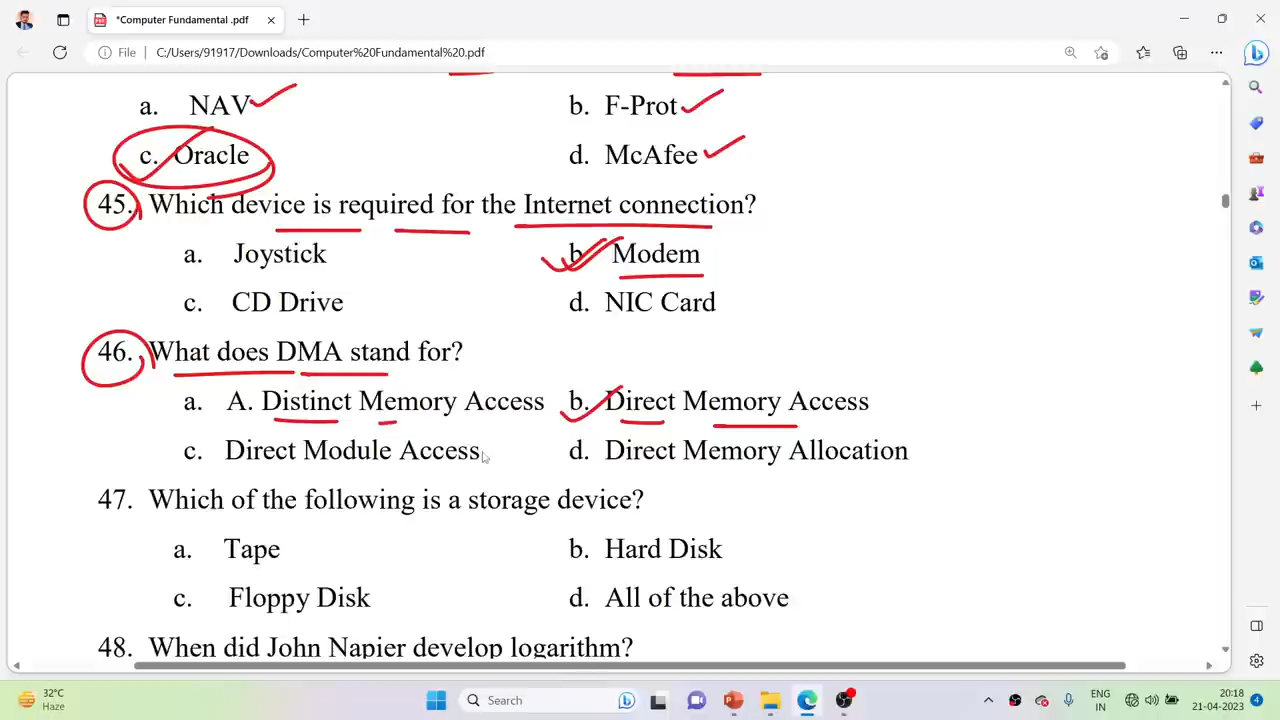 *Computer Fundamental .pdf
File C:/Users/91917/Downloads/Computer%20Fundamental%20.pdf
a. NAV b. F-Prot
c. Oracle d. McAfee
45. Which device is required for the Internet connection?
a. Joystick b. Modem
c. CD Drive d. NIC Card
46. What does DMA stand for?
a. A. Distinct Memory Access b. Direct Memory Access
c. Direct Module Access d. Direct Memory Allocation
47. Which of the following is a storage device?
a. Tape b. Hard Disk
c. Floppy Disk d. All of the above
48. When did John Napier develop logarithm?
32°C
Haze
Search
ENG
IN
20:18
21-04-2023
4